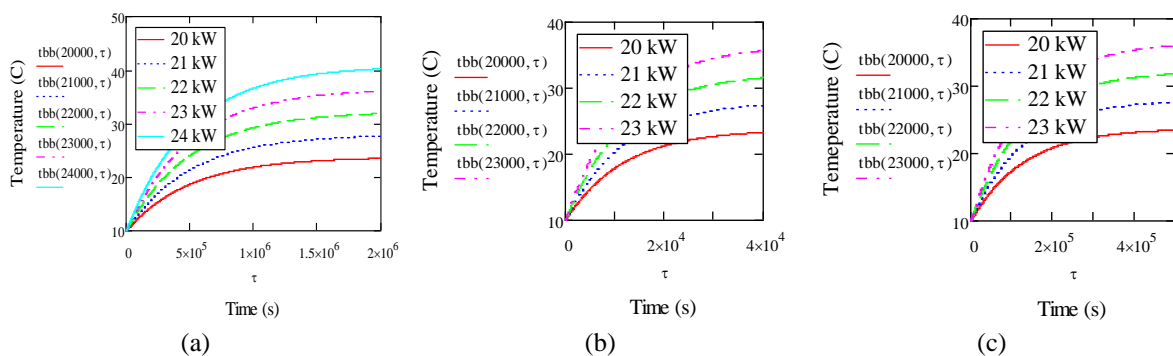 50
40
30
20
10
Temperature (C)
tbb(20000,τ)
tbb(21000,τ)
tbb(22000,τ)
tbb(23000,τ)
tbb(24000,τ)
20 kW
21 kW
22 kW
23 kW
24 kW
0
5×10⁵
1×10⁶
1.5×10⁶
2×10⁶
τ
Time (s)
(a)
40
30
20
10
Temperature (C)
tbb(20000,τ)
tbb(21000,τ)
tbb(22000,τ)
tbb(23000,τ)
20 kW
21 kW
22 kW
23 kW
0
2×10⁴
4×10⁴
τ
Time (s)
(b)
40
30
20
10
Temeperature (C)
tbb(20000,τ)
tbb(21000,τ)
tbb(22000,τ)
tbb(23000,τ)
20 kW
21 kW
22 kW
23 kW
0
2×10⁵
4×10⁵
τ
Time (s)
(c)